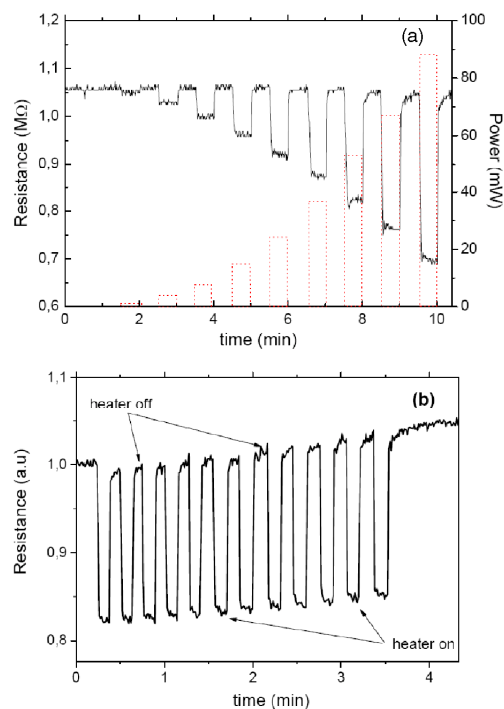 (a)
1,2
1,1
1,0
0,9
0,8
0,7
0,6
Resistance (MΩ)
100
80
60
40
20
0
Power (mW)
0 2 4 6 8 10
time (min)
(b)
1,1
1,0
0,9
0,8
Resistance (a.u)
heater off
heater on
0 1 2 3 4
time (min)